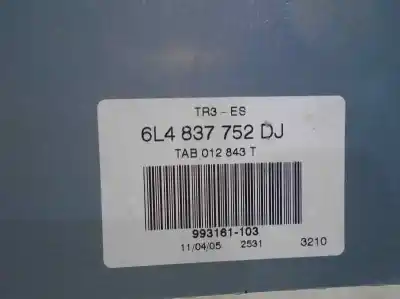 TR3-ES
6L4 837 752 DJ
TAB 012 843 T
993161-103
11/04/05 2531 3210